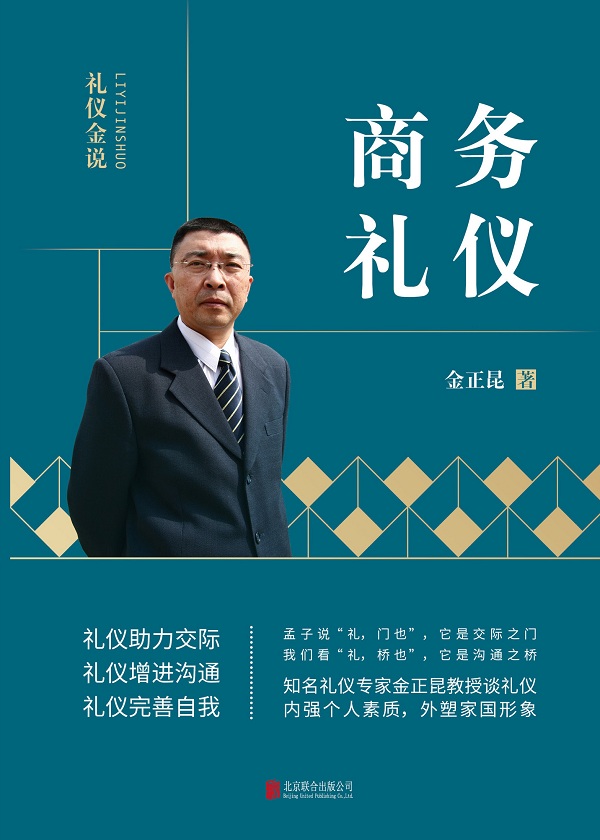 礼仪金说
LIYIJINSHUO
商务
礼仪
金正昆 著
礼仪助力交际
礼仪增进沟通
礼仪完善自我
孟子说“礼，门也”，它是交际之门
我们看“礼，桥也”，它是沟通之桥
知名礼仪专家金正昆教授谈礼仪
内强个人素质，外塑家国形象
北京联合出版公司
Beijing United Publishing Co.,Ltd.